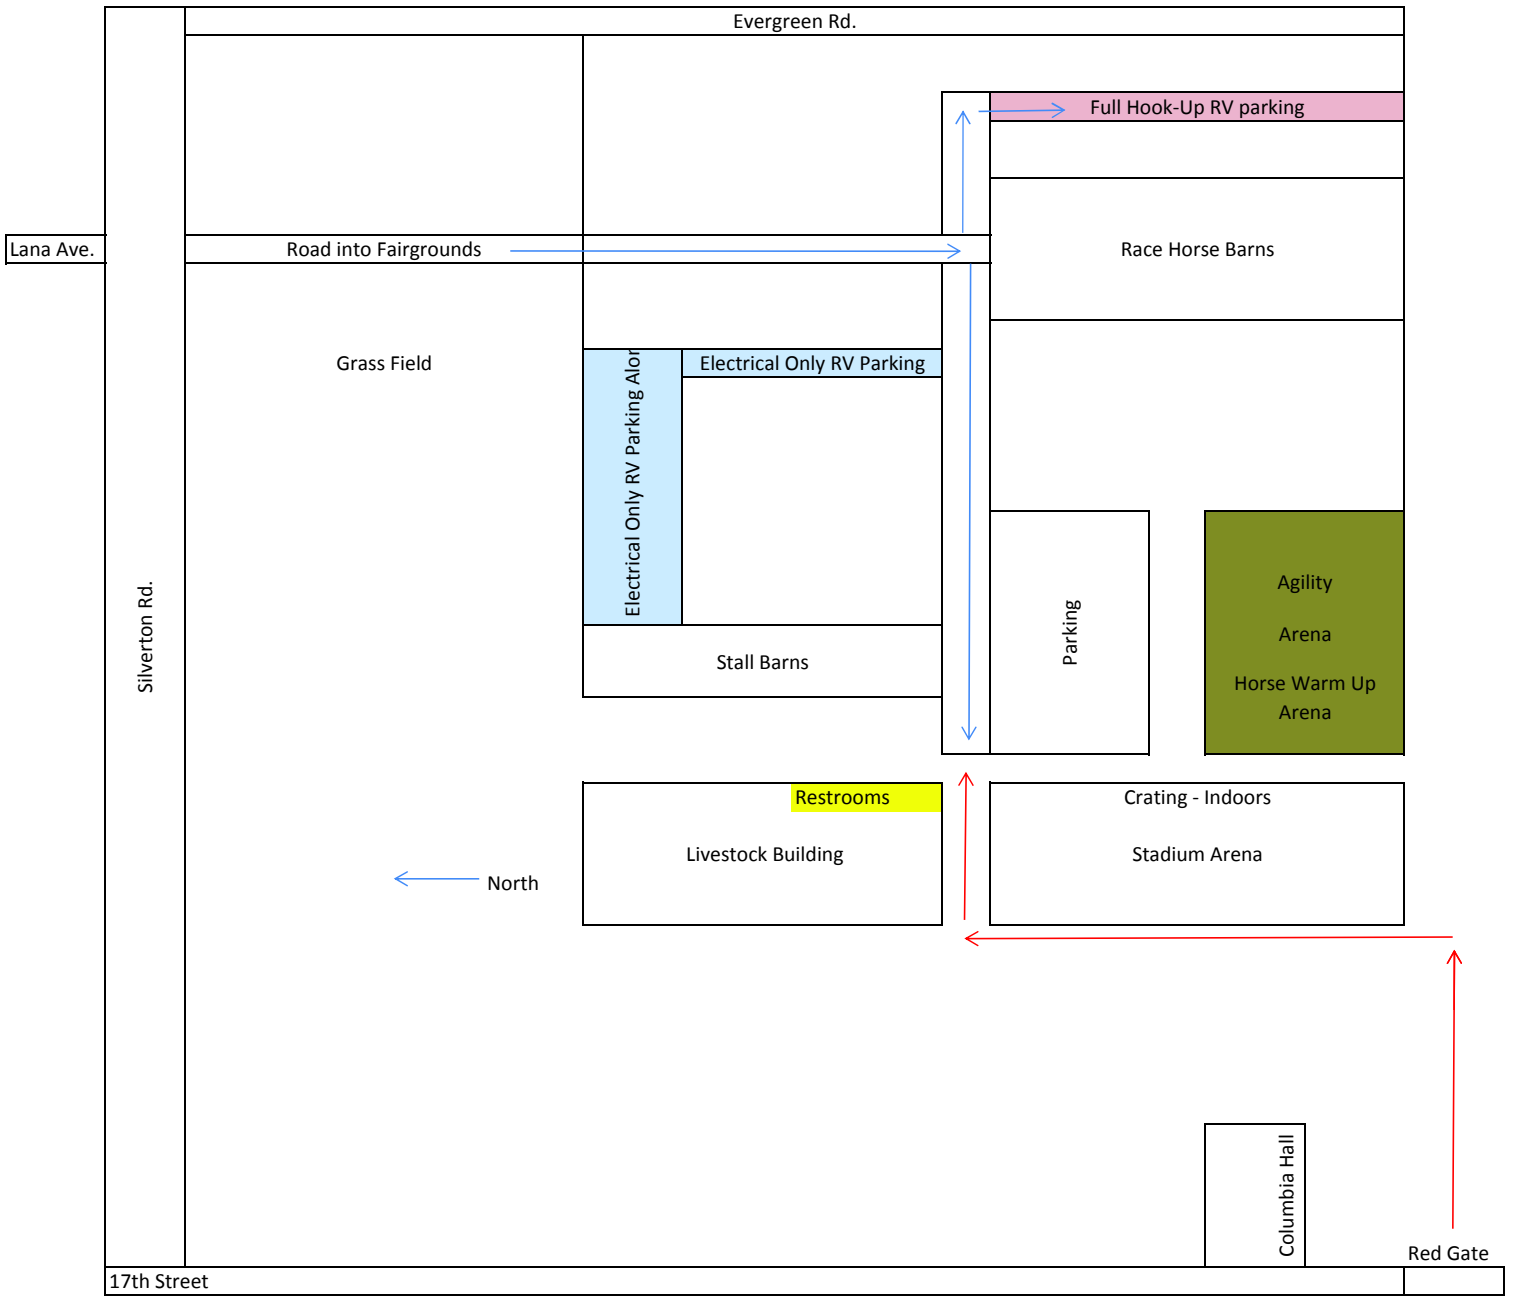 Evergreen Rd.
Full Hook-Up RV parking
Lana Ave.
Road into Fairgrounds
Race Horse Barns
Grass Field
Electrical Only RV Parking Alor
Electrical Only RV Parking
Silverton Rd.
Stall Barns
Parking
Agility
Arena
Horse Warm Up
Arena
Restrooms
Crating - Indoors
Livestock Building
Stadium Arena
North
Columbia Hall
Red Gate
17th Street